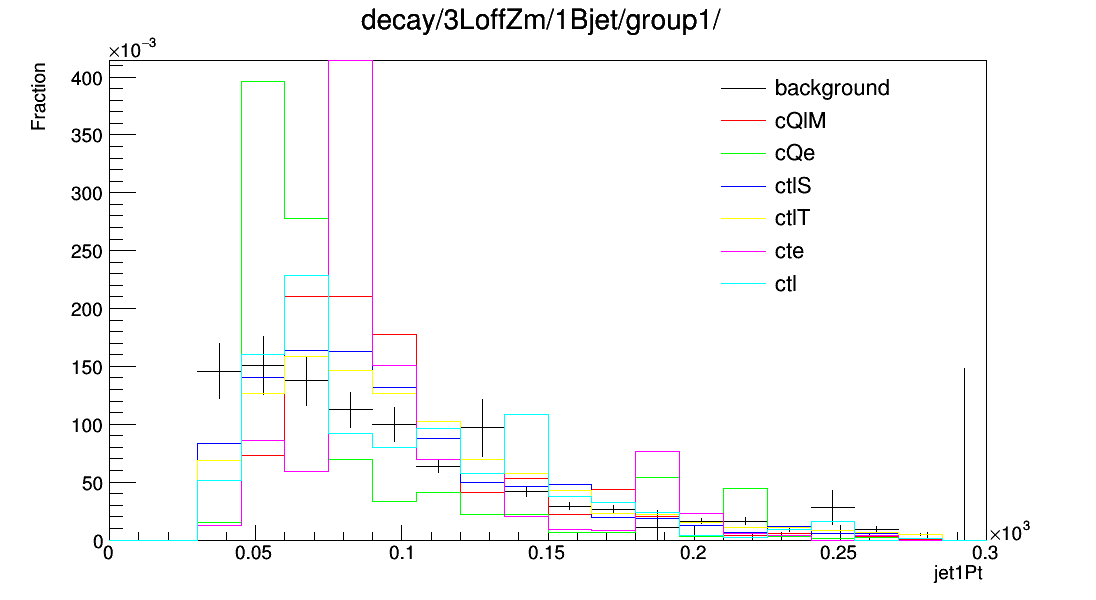 decay/3LoffZm/1Bjet/group1/
×10⁻³
Fraction
400
350
300
250
200
150
100
50
0
background
cQlM
cQe
ctlS
ctlT
cte
ctl
0 0.05 0.1 0.15 0.2 0.25 0.3
×10³
jet1Pt